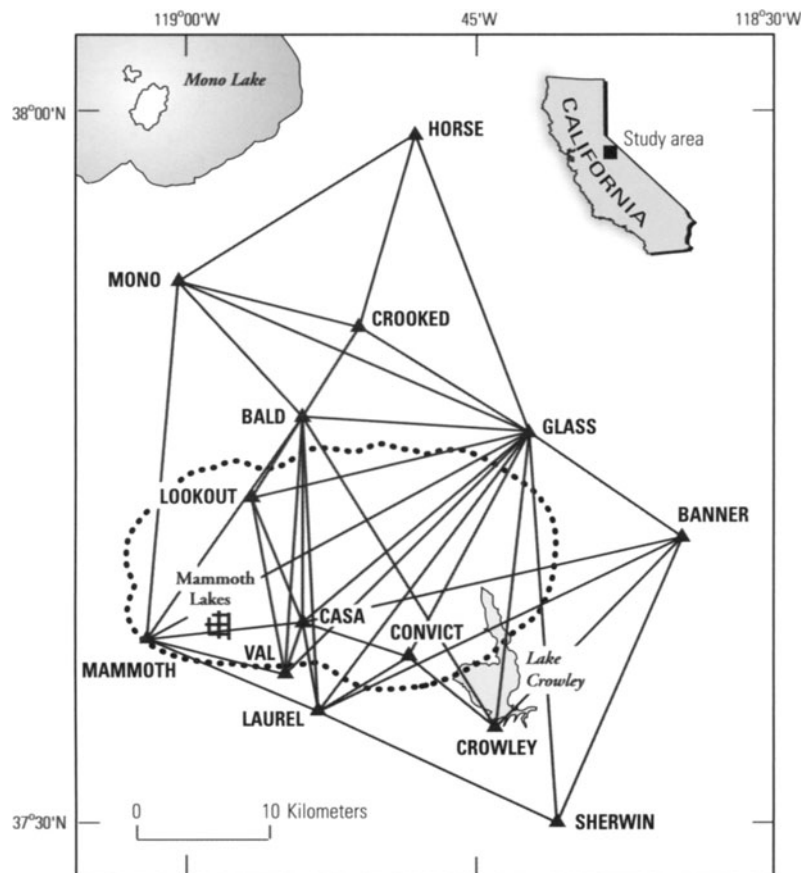 119°00'W
45'W
118°30'W
38°00'N
Mono Lake
HORSE
CALIFORNIA
Study area
MONO
CROOKED
BALD
GLASS
LOOKOUT
BANNER
Mammoth
Lakes
CASA
CONVICT
MAMMOTH
VAL
Lake
Crowley
LAUREL
CROWLEY
0 10 Kilometers
SHERWIN
37°30'N